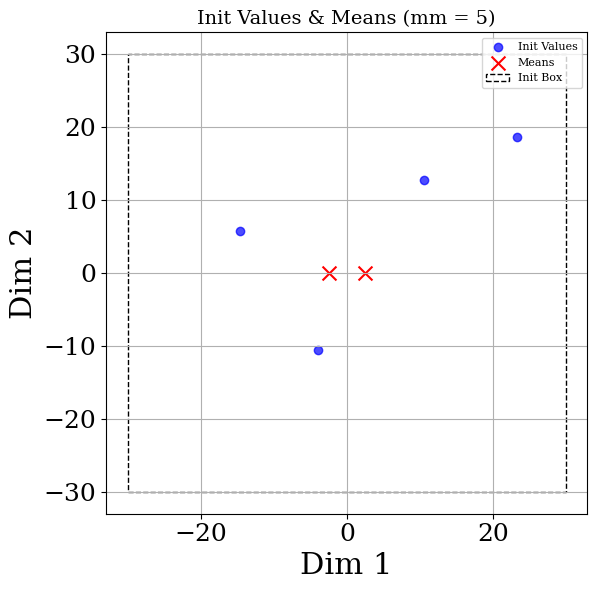 Init Values & Means (mm = 5)
Init Values
Means
Init Box
30
20
10
0
−10
−20
−30
Dim 2
−20
0
20
Dim 1